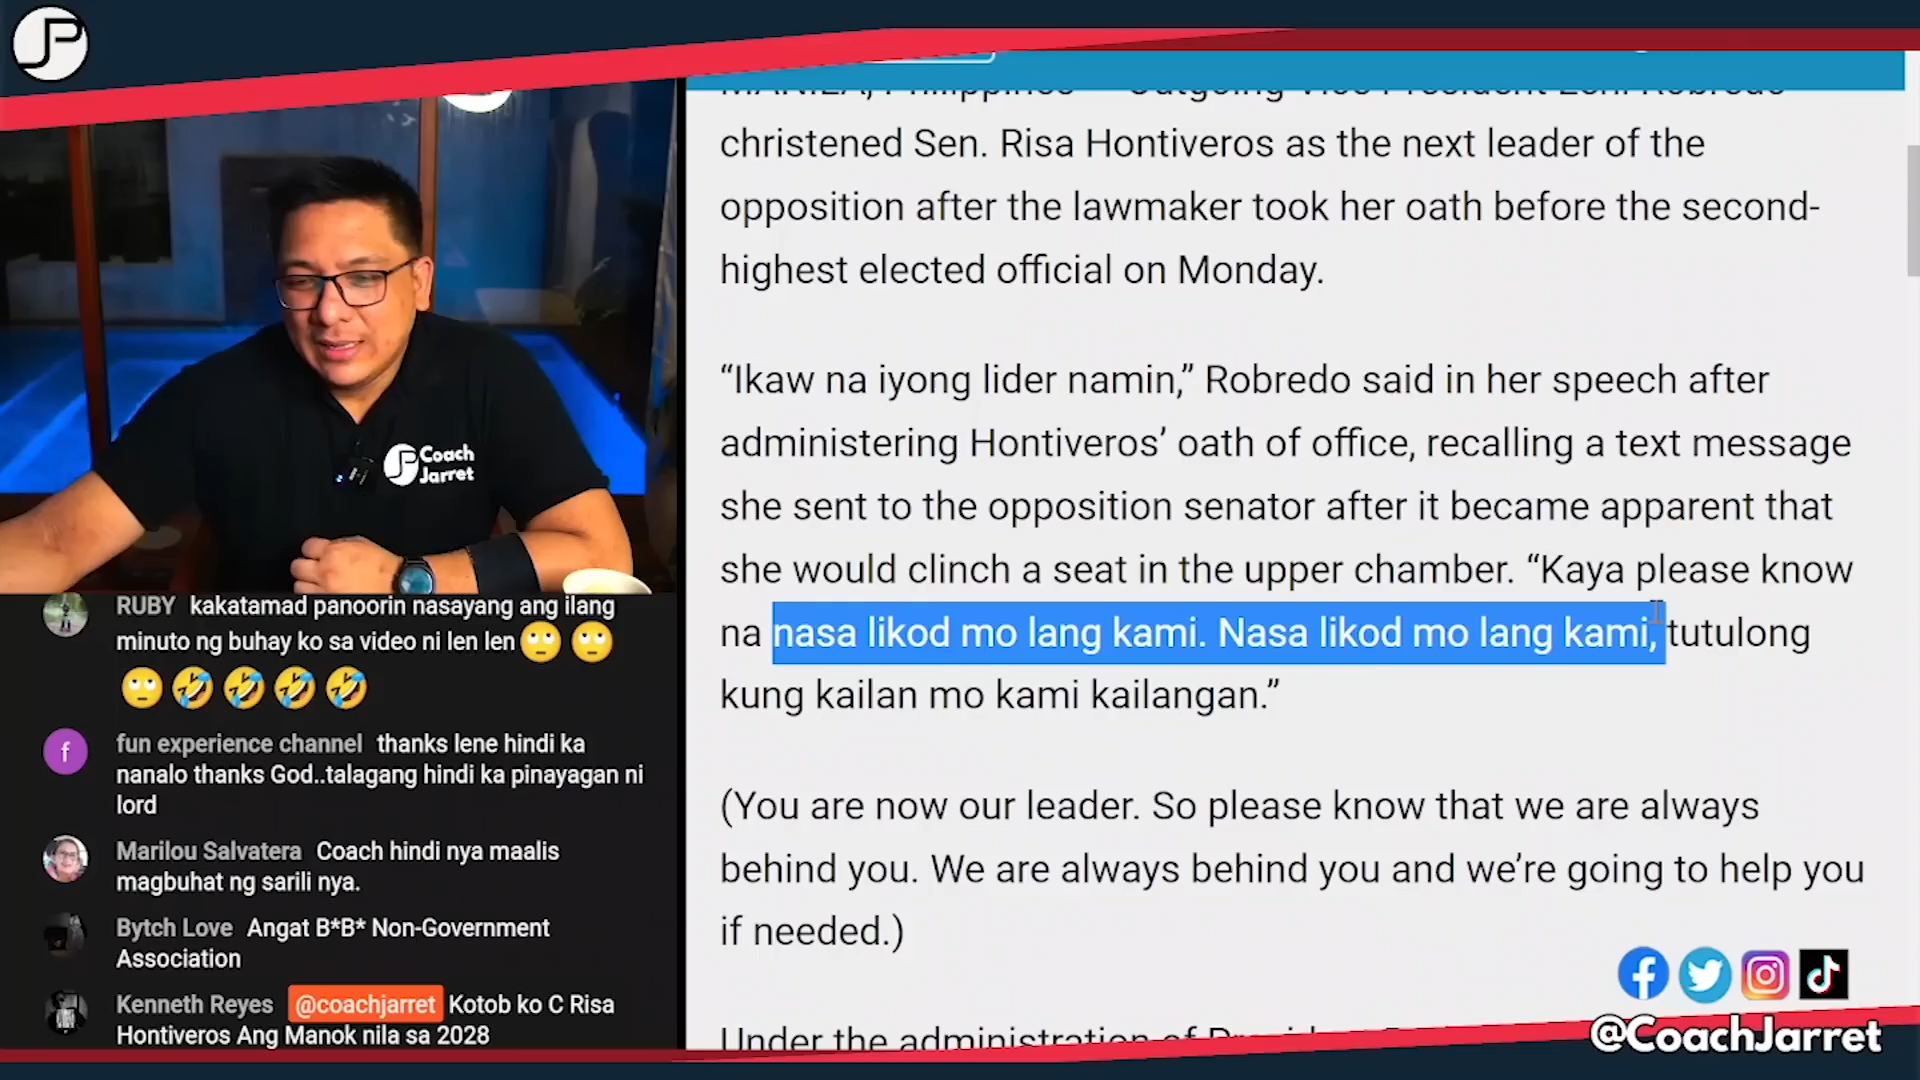 JP
christened Sen. Risa Hontiveros as the next leader of the
opposition after the lawmaker took her oath before the second-
highest elected official on Monday.
“Ikaw na iyong lider namin,” Robredo said in her speech after
administering Hontiveros’ oath of office, recalling a text message
she sent to the opposition senator after it became apparent that
she would clinch a seat in the upper chamber. “Kaya please know
na nasa likod mo lang kami. Nasa likod mo lang kami, tutulong
kung kailan mo kami kailangan.”
(You are now our leader. So please know that we are always
behind you. We are always behind you and we’re going to help you
if needed.)
Under the administration of
Coach
Jarret
RUBY kakatamad panoorin nasayang ang ilang
minuto ng buhay ko sa video ni len len
f
fun experience channel thanks lene hindi ka
nanalo thanks God..talagang hindi ka pinayagan ni
lord
Marilou Salvatera Coach hindi nya maalis
magbuhat ng sarili nya.
Bytch Love Angat B*B* Non-Government
Association
Kenneth Reyes @coachjarret Kotob ko C Risa
Hontiveros Ang Manok nila sa 2028
@CoachJarret